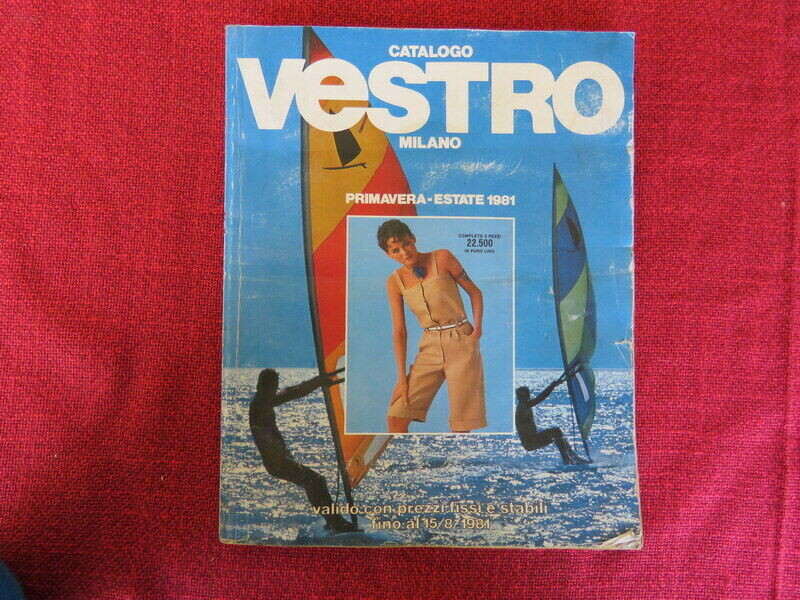 CATALOGO
VeSTRO
MILANO
PRIMAVERA-ESTATE 1981
COMPLETO 2 PEZZI
22.500
IN PURO LINO
valido con prezzi fissi e stabili
fino al 15/8/1981